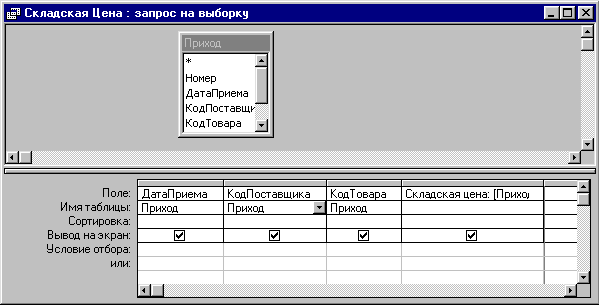 Складская Цена : запрос на выборку
Приход
*
Номер
ДатаПриема
КодПоставщи
КодТовара
Поле: ДатаПриема КодПоставщика КодТовара Складская цена: [Приход
Имя таблицы: Приход Приход Приход
Сортировка:
Вывод на экран:
Условие отбора:
или: